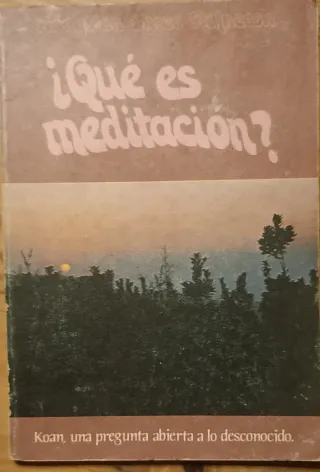 ¿Qué es
meditación?
Koan, una pregunta abierta a lo desconocido.